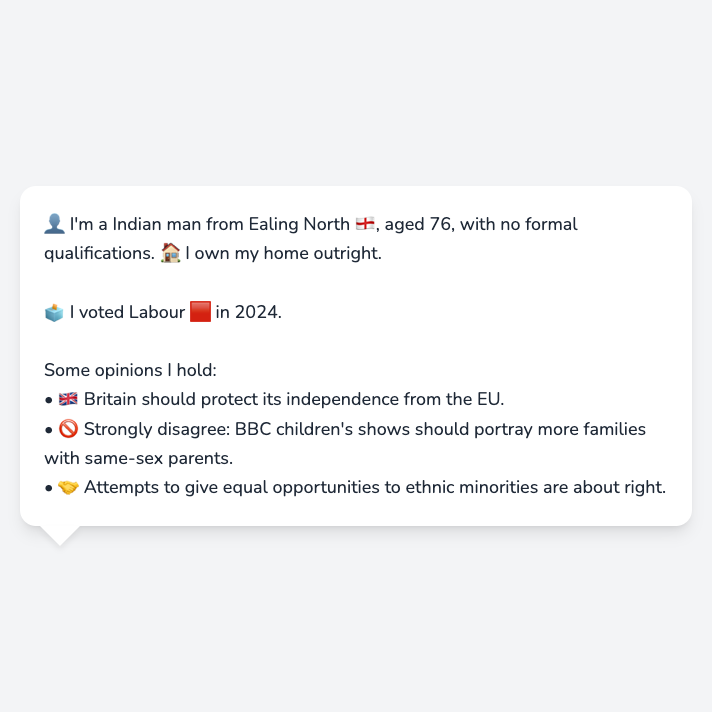 👤 I'm a Indian man from Ealing North 🏴󠁧󠁢󠁥󠁮󠁧󠁿, aged 76, with no formal
qualifications. 🏠 I own my home outright.
🗳️ I voted Labour 🟥 in 2024.
Some opinions I hold:
• 🇬🇧 Britain should protect its independence from the EU.
• 🚫 Strongly disagree: BBC children's shows should portray more families
with same-sex parents.
• 🤝 Attempts to give equal opportunities to ethnic minorities are about right.